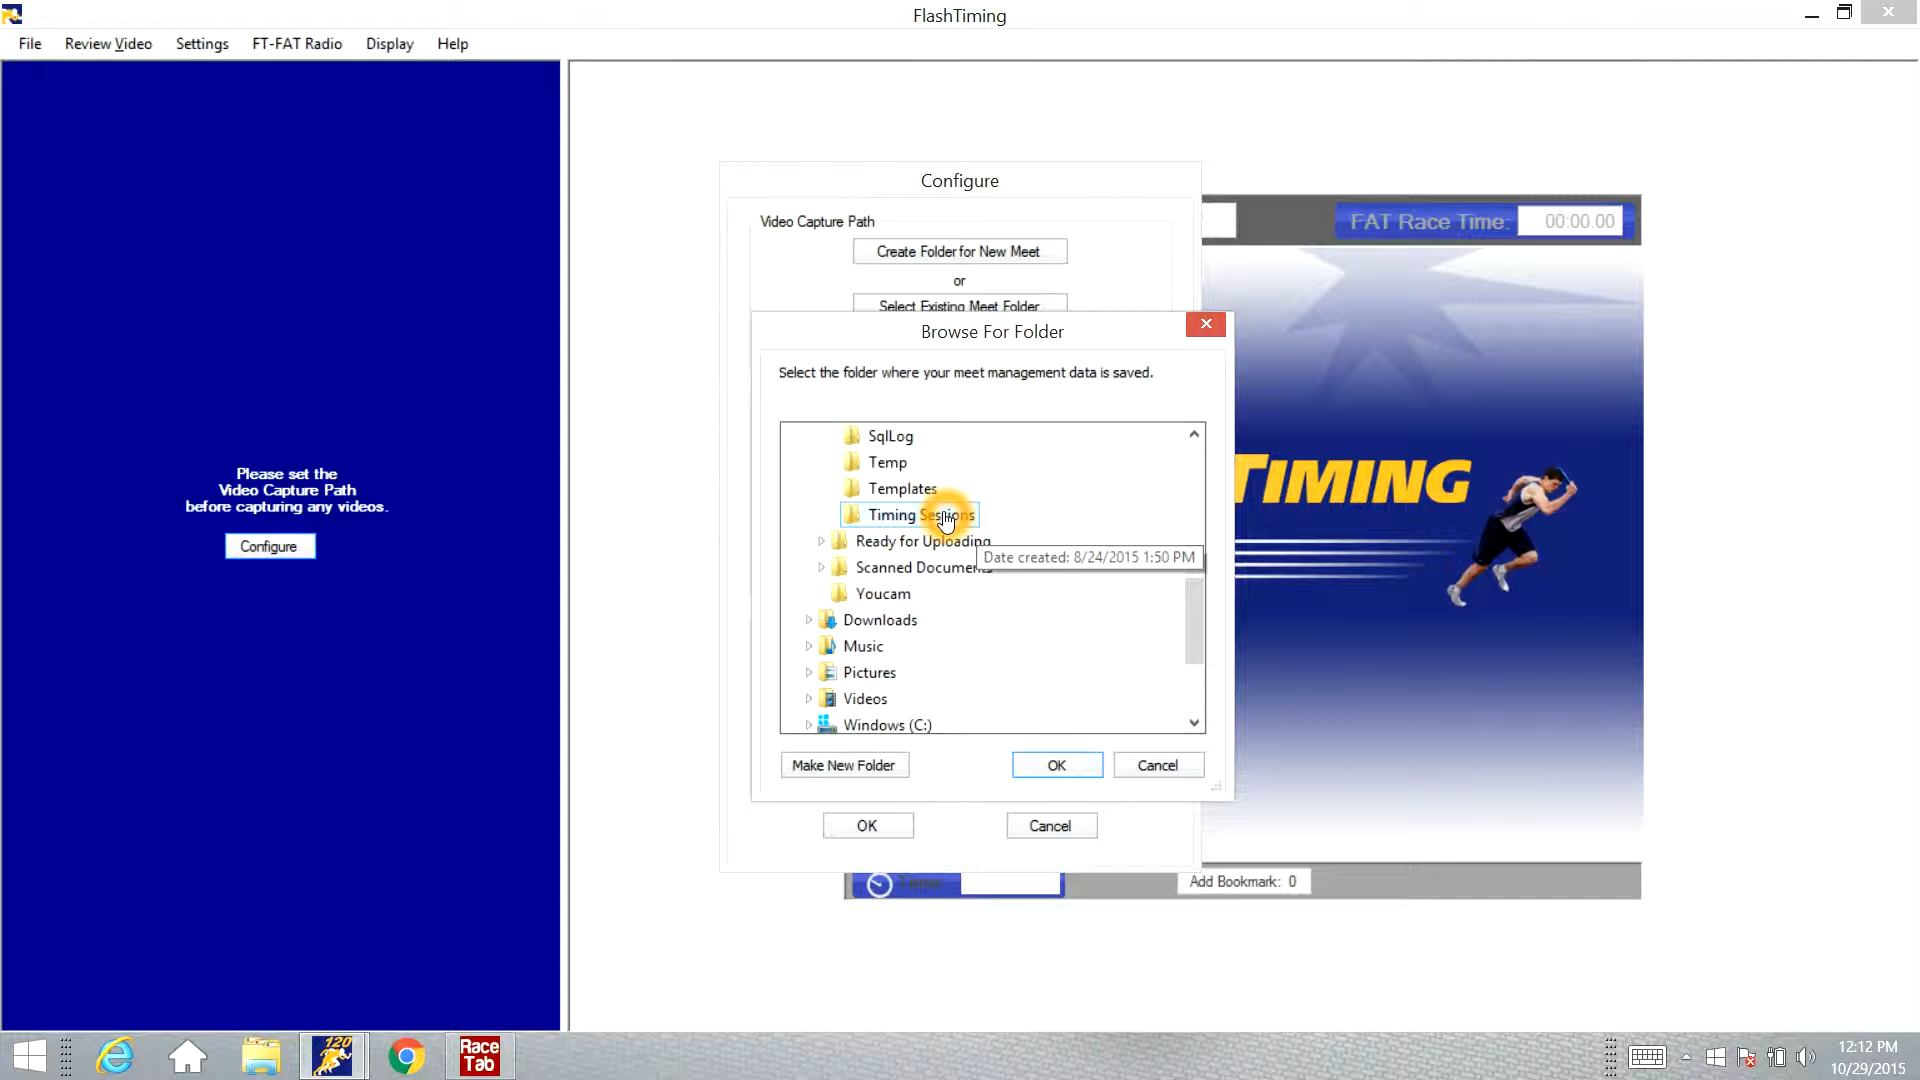 FlashTiming
File Review Video Settings FT-FAT Radio Display Help
Please set the
Video Capture Path
before capturing any videos.
Configure
Configure
Video Capture Path
Create Folder for New Meet
or
Select Existing Meet Folder
FAT Race Time: 00:00.00
Browse For Folder
Select the folder where your meet management data is saved.
SqlLog
Temp
Templates
Timing Sessions
Ready for Uploading
Date created: 8/24/2015 1:50 PM
Scanned Documents
Youcam
Downloads
Music
Pictures
Videos
Windows (C:)
Make New Folder OK Cancel
OK Cancel
TIMING
Add Bookmark: 0
120
Race
Tab
12:12 PM
10/29/2015